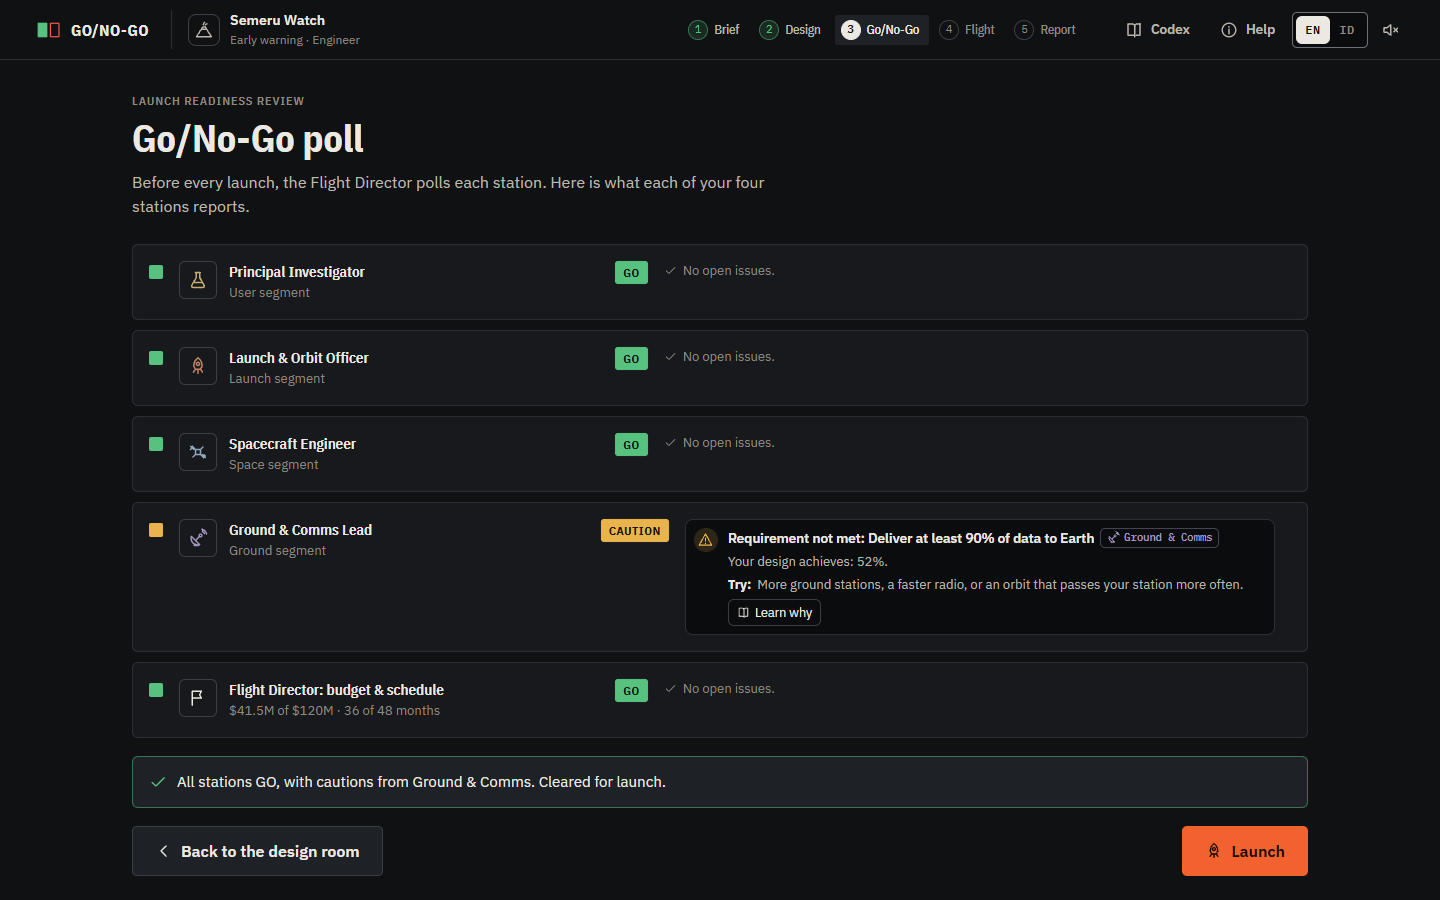 GO/NO-GO
Semeru Watch
Early warning · Engineer
1 Brief
2 Design
3 Go/No-Go
4 Flight
5 Report
Codex
Help
EN ID
LAUNCH READINESS REVIEW
Go/No-Go poll
Before every launch, the Flight Director polls each station. Here is what each of your four
stations reports.
Principal Investigator
User segment
GO
No open issues.
Launch & Orbit Officer
Launch segment
GO
No open issues.
Spacecraft Engineer
Space segment
GO
No open issues.
Ground & Comms Lead
Ground segment
CAUTION
Requirement not met: Deliver at least 90% of data to Earth Ground & Comms
Your design achieves: 52%.
Try: More ground stations, a faster radio, or an orbit that passes your station more often.
Learn why
Flight Director: budget & schedule
$41.5M of $120M · 36 of 48 months
GO
No open issues.
All stations GO, with cautions from Ground & Comms. Cleared for launch.
Back to the design room
Launch